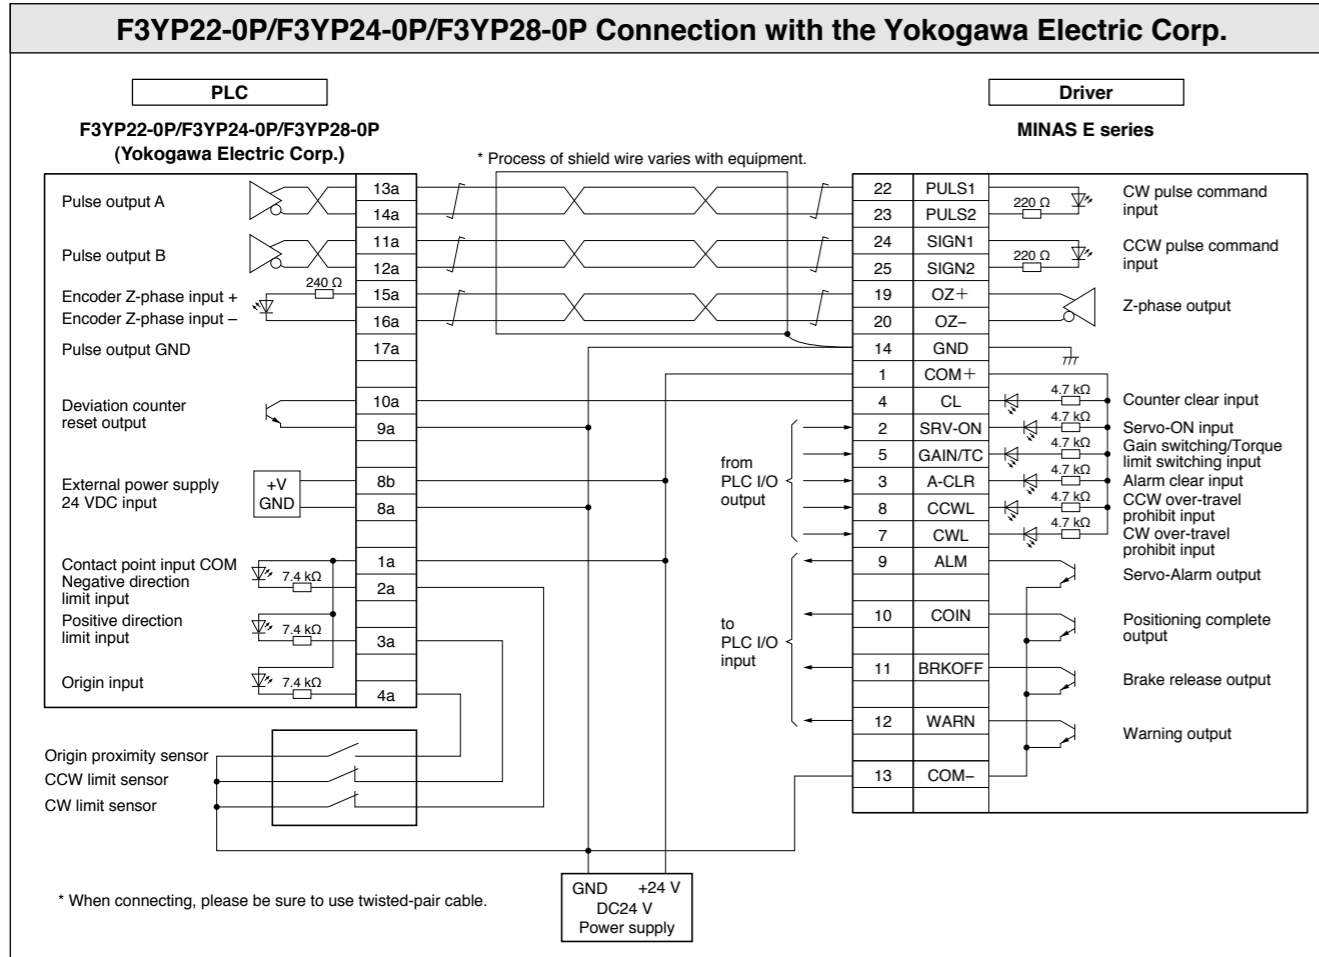 F3YP22-0P/F3YP24-0P/F3YP28-0P Connection with the Yokogawa Electric Corp.
PLC
F3YP22-0P/F3YP24-0P/F3YP28-0P
(Yokogawa Electric Corp.)
Driver
MINAS E series
* Process of shield wire varies with equipment.
Pulse output A
13a
14a
Pulse output B
11a
12a
240 Ω
Encoder Z-phase input +
15a
Encoder Z-phase input –
16a
Pulse output GND
17a
Deviation counter
reset output
10a
9a
External power supply
24 VDC input
+V
GND
8b
8a
Contact point input COM
1a
Negative direction
limit input
7.4 kΩ
2a
Positive direction
limit input
7.4 kΩ
3a
Origin input
7.4 kΩ
4a
Origin proximity sensor
CCW limit sensor
CW limit sensor
from
PLC I/O
output
to
PLC I/O
input
22 PULS1
23 PULS2
220 Ω
CW pulse command
input
24 SIGN1
25 SIGN2
220 Ω
CCW pulse command
input
19 OZ+
20 OZ–
Z-phase output
14 GND
1 COM+
4 CL
4.7 kΩ
Counter clear input
2 SRV-ON
4.7 kΩ
Servo-ON input
5 GAIN/TC
4.7 kΩ
Gain switching/Torque
limit switching input
3 A-CLR
4.7 kΩ
Alarm clear input
8 CCWL
4.7 kΩ
CCW over-travel
prohibit input
7 CWL
4.7 kΩ
CW over-travel
prohibit input
9 ALM
Servo-Alarm output
10 COIN
Positioning complete
output
11 BRKOFF
Brake release output
12 WARN
Warning output
13 COM–
GND +24 V
DC24 V
Power supply
* When connecting, please be sure to use twisted-pair cable.